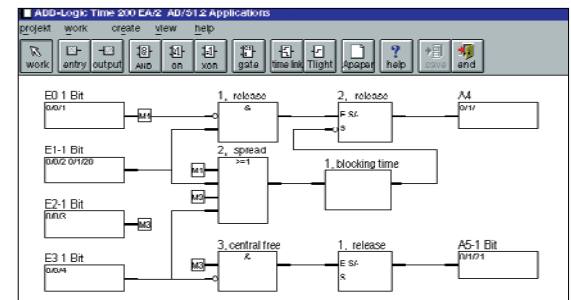 ADD-Logic Time 200 EA/2 AD/S1.2 Applications
projekt work create view help
work entry output AND on xon gate time link Tlight Apapar help save end
E0 1 Bit 1, release 2, release A4
0/0/1 & E S/- 0/1/
M1 S
E1-1 Bit 2, spread
0/0/2 0/1/20 >=1 1, blocking time
M1
E2-1 Bit M2
0/0/3 M3
E3 1 Bit 3, central free 1, release A5-1 Bit
0/0/4 M3 & E S/- 0/1/21
S